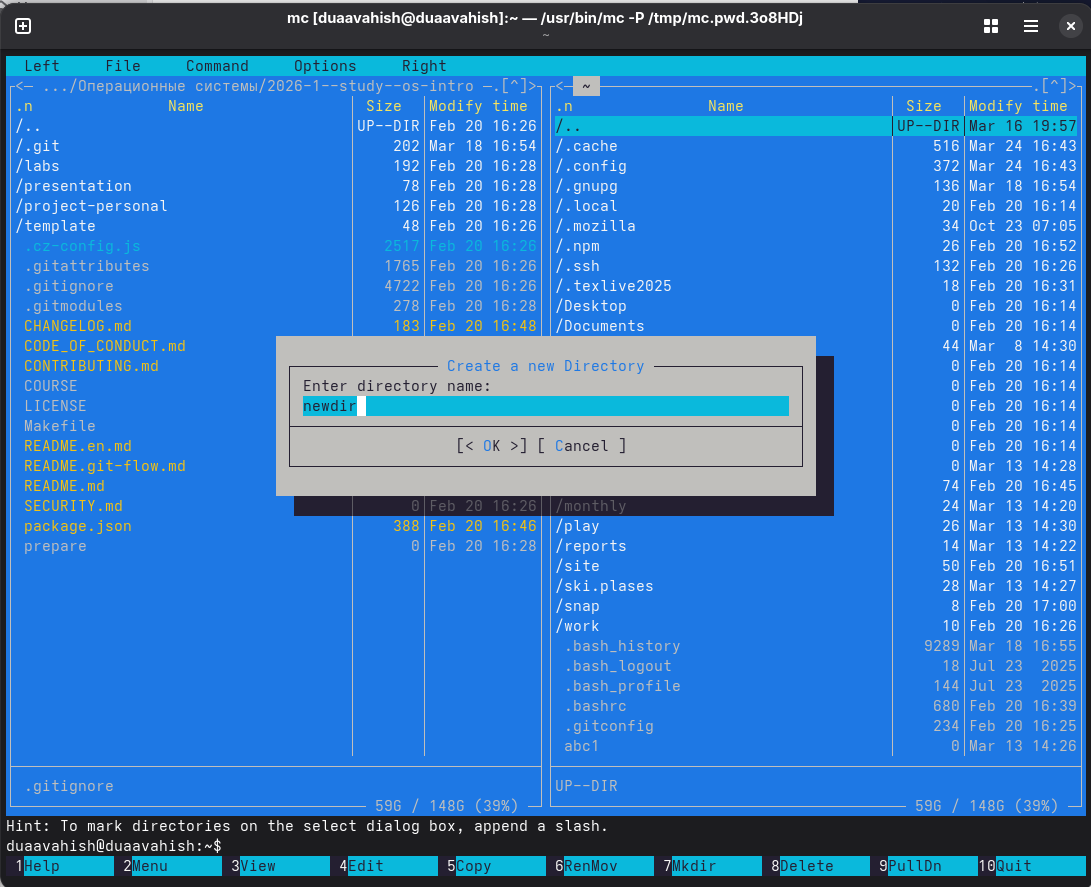 mc [duaavahish@duaavahish]:~ — /usr/bin/mc -P /tmp/mc.pwd.3o8HDj
~
Left File Command Options Right
<— .../Операционные системы/2026-1--study--os-intro —.[^]>
.n Name Size Modify time
/.. UP--DIR Feb 20 16:26
/.git 202 Mar 18 16:54
/labs 192 Feb 20 16:28
/presentation 78 Feb 20 16:28
/project-personal 126 Feb 20 16:28
/template 48 Feb 20 16:26
.cz-config.js 2517 Feb 20 16:26
.gitattributes 1765 Feb 20 16:26
.gitignore 4722 Feb 20 16:26
.gitmodules 278 Feb 20 16:28
CHANGELOG.md 183 Feb 20 16:48
CODE_OF_CONDUCT.md
CONTRIBUTING.md
COURSE
LICENSE
Makefile
README.en.md
README.git-flow.md
README.md
SECURITY.md 0 Feb 20 16:26
package.json 388 Feb 20 16:46
prepare 0 Feb 20 16:28
.gitignore
59G / 148G (39%)
<— ~ .[^]>
.n Name Size Modify time
/.. UP--DIR Mar 16 19:57
/.cache 516 Mar 24 16:43
/.config 372 Mar 24 16:43
/.gnupg 136 Mar 18 16:54
/.local 20 Feb 20 16:14
/.mozilla 34 Oct 23 07:05
/.npm 26 Feb 20 16:52
/.ssh 132 Feb 20 16:26
/.texlive2025 18 Feb 20 16:31
/Desktop 0 Feb 20 16:14
/Documents 0 Feb 20 16:14
44 Mar 8 14:30
0 Feb 20 16:14
0 Feb 20 16:14
0 Feb 20 16:14
0 Feb 20 16:14
0 Feb 20 16:14
0 Mar 13 14:28
74 Feb 20 16:45
/monthly 24 Mar 13 14:20
/play 26 Mar 13 14:30
/reports 14 Mar 13 14:22
/site 50 Feb 20 16:51
/ski.plases 28 Mar 13 14:27
/snap 8 Feb 20 17:00
/work 10 Feb 20 16:26
.bash_history 9289 Mar 18 16:55
.bash_logout 18 Jul 23 2025
.bash_profile 144 Jul 23 2025
.bashrc 680 Feb 20 16:39
.gitconfig 234 Feb 20 16:25
abc1 0 Mar 13 14:26
UP--DIR
59G / 148G (39%)
Create a new Directory
Enter directory name:
newdir
[< OK >] [ Cancel ]
Hint: To mark directories on the select dialog box, append a slash.
duaavahish@duaavahish:~$
1Help 2Menu 3View 4Edit 5Copy 6RenMov 7Mkdir 8Delete 9PullDn 10Quit